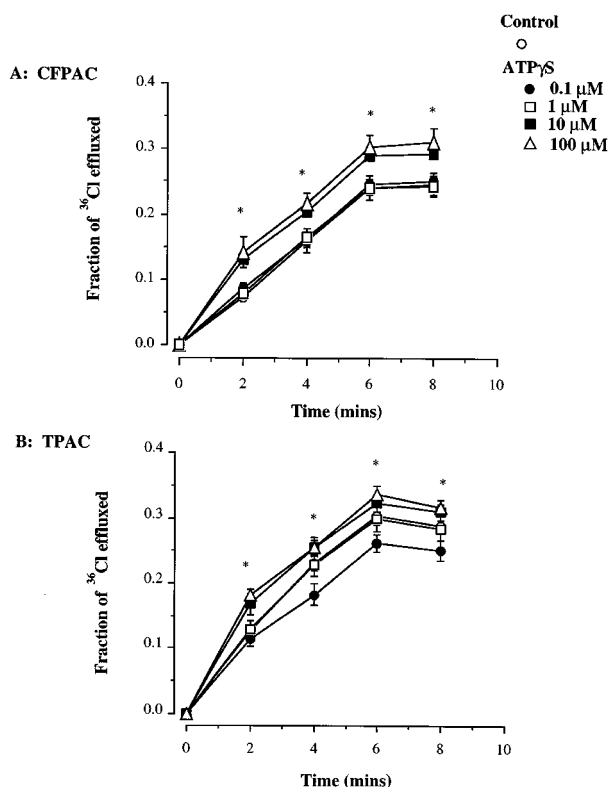 Control
ATPγS
0.1 μM
1 μM
10 μM
100 μM
A: CFPAC
0.4
0.3
0.2
0.1
0.0
Fraction of ³⁶Cl effluxed
* * * *
0 2 4 6 8 10
Time (mins)
B: TPAC
0.4
0.3
0.2
0.1
0.0
Fraction of ³⁶Cl effluxed
* * * *
0 2 4 6 8 10
Time (mins)